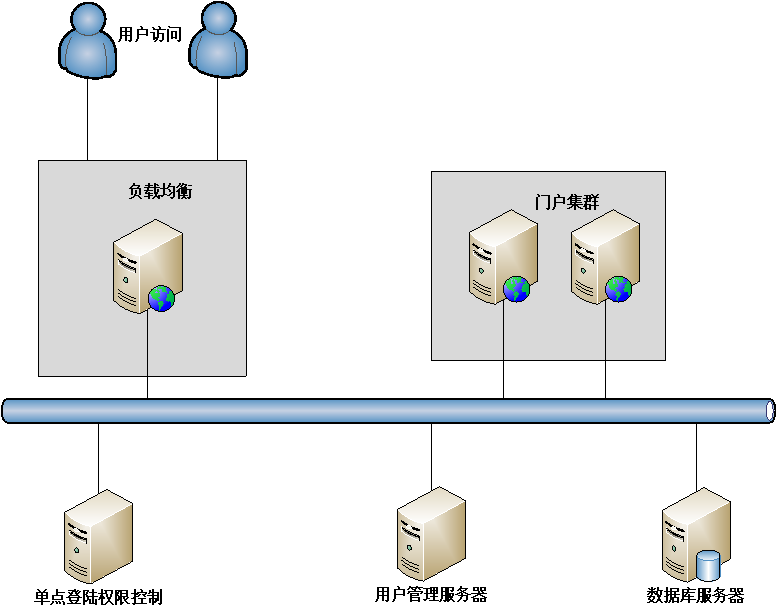 用户访问
负载均衡
门户集群
单点登陆权限控制
用户管理服务器
数据库服务器